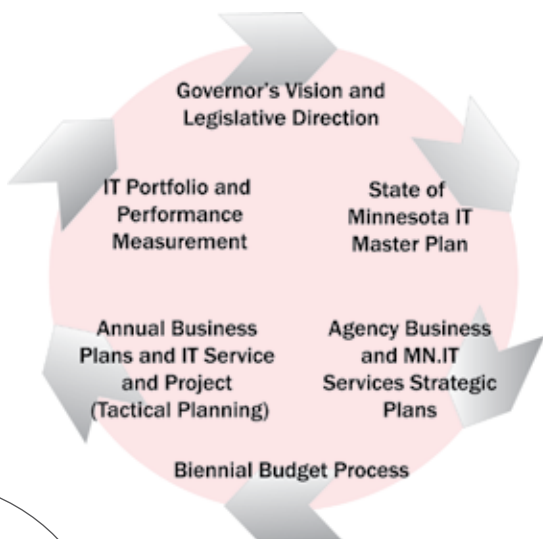 Governor's Vision and
Legislative Direction
State of
Minnesota IT
Master Plan
Agency Business
and MN.IT
Services Strategic
Plans
Biennial Budget Process
Annual Business
Plans and IT Service
and Project
(Tactical Planning)
IT Portfolio and
Performance
Measurement